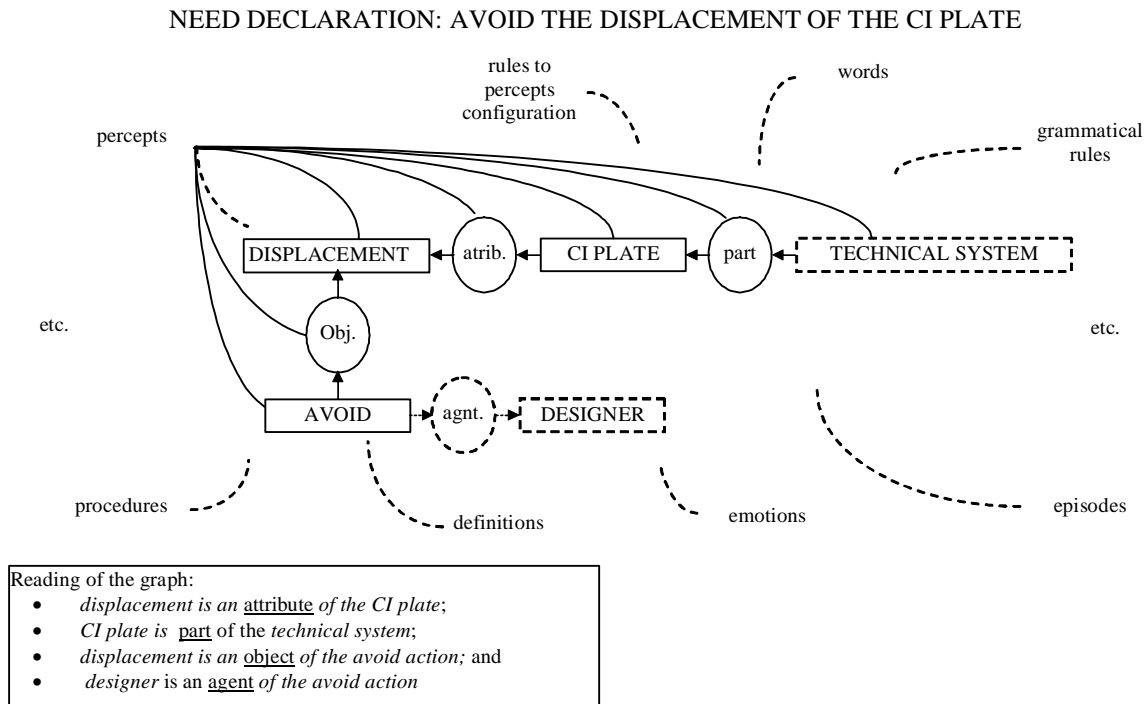 NEED DECLARATION: AVOID THE DISPLACEMENT OF THE CI PLATE
rules to
percepts
configuration
words
percepts
grammatical
rules
DISPLACEMENT
atrib.
CI PLATE
part
TECHNICAL SYSTEM
etc.
Obj.
etc.
AVOID
agnt.
DESIGNER
procedures
definitions
emotions
episodes
Reading of the graph:
• displacement is an attribute of the CI plate;
• CI plate is part of the technical system;
• displacement is an object of the avoid action; and
• designer is an agent of the avoid action